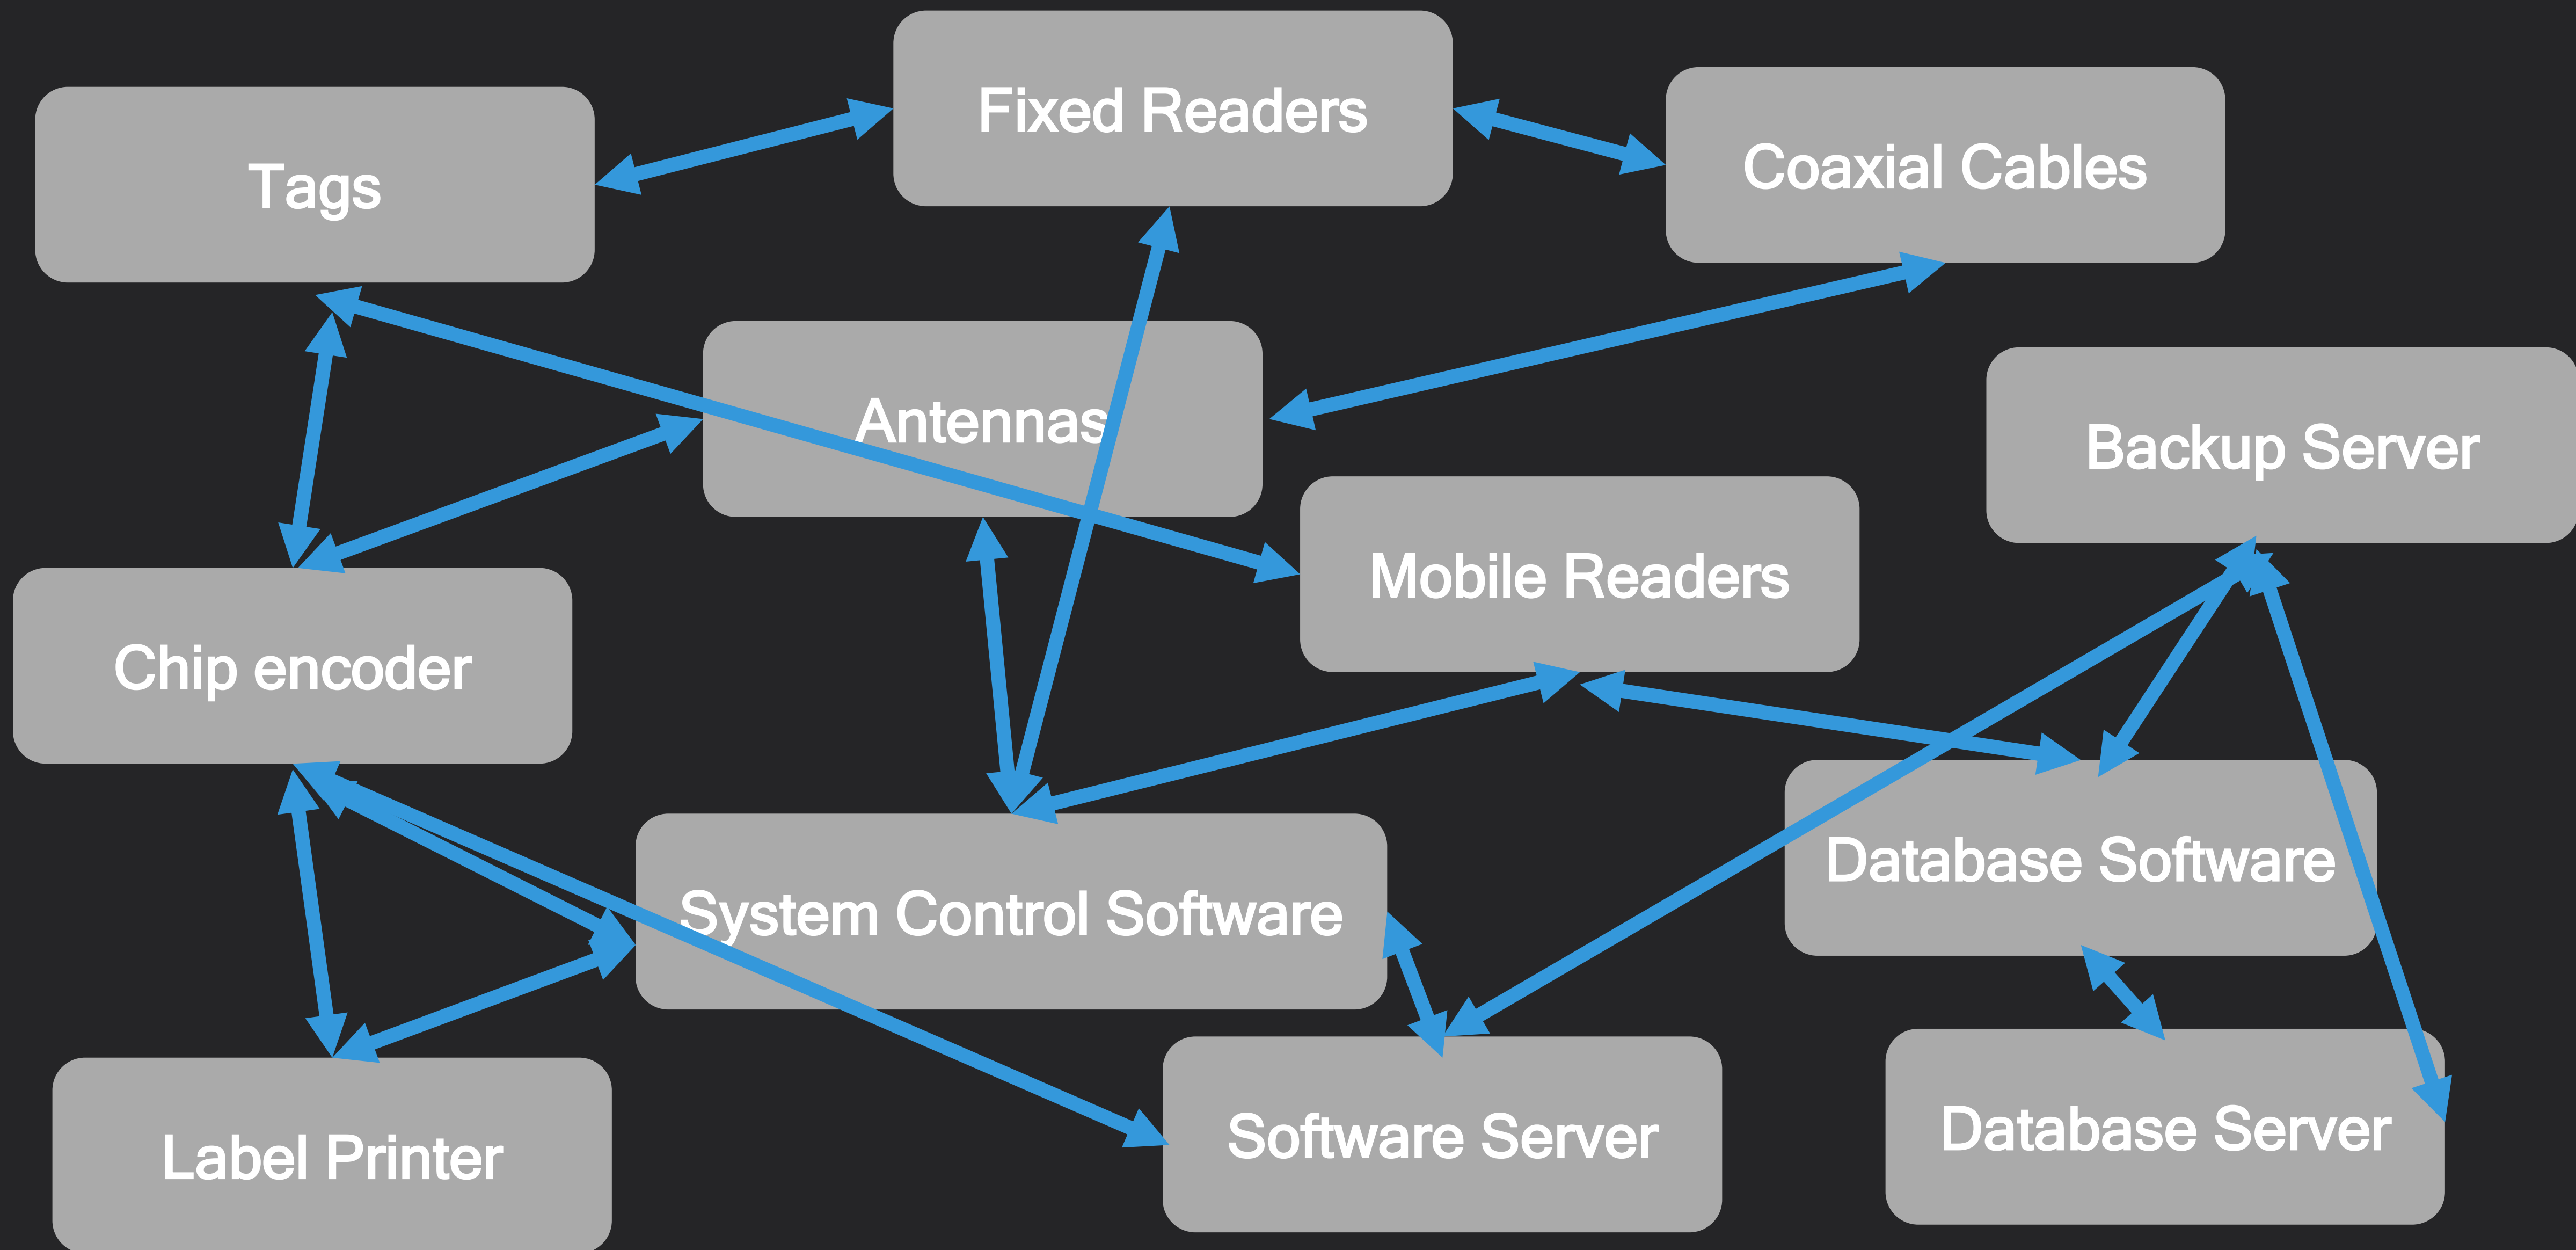 Fixed Readers
Coaxial Cables
Tags
Antennas
Backup Server
Mobile Readers
Chip encoder
Database Software
System Control Software
Database Server
Software Server
Label Printer